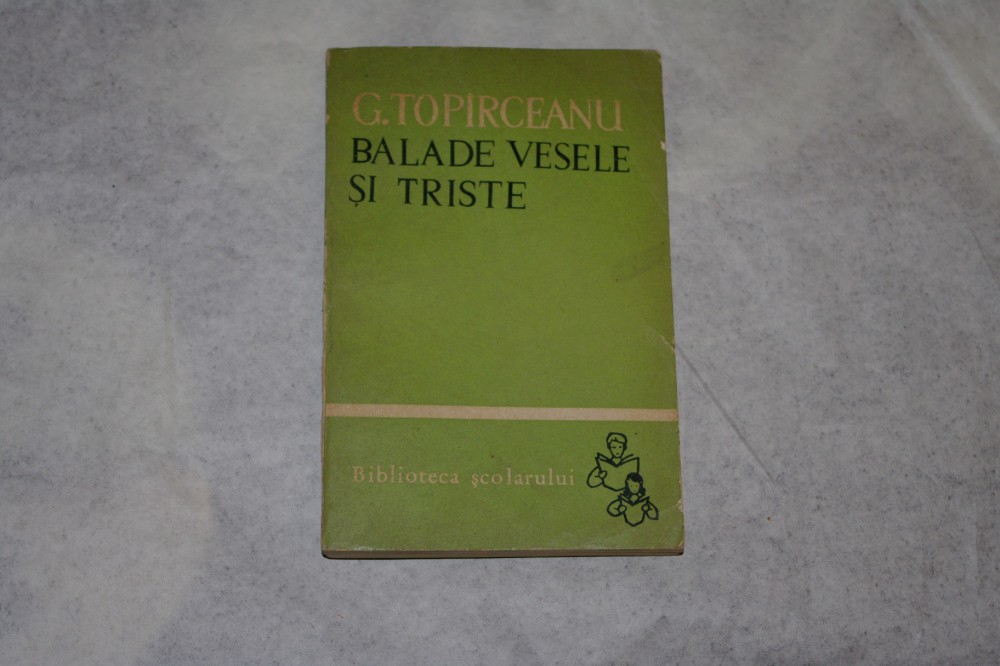 G. TOPÎRCEANU
BALADE VESELE
ȘI TRISTE
Biblioteca școlarului